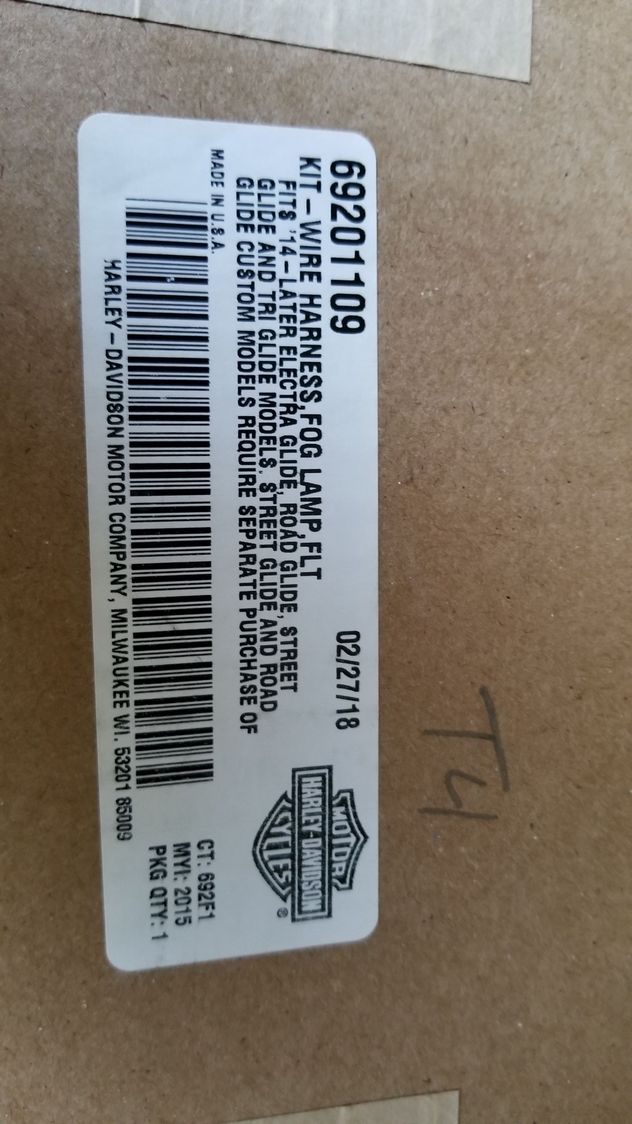 69201109
02/27/18
KIT-WIRE HARNESS,FOG LAMP,FLT
FITS '14-LATER ELECTRA GLIDE, ROAD GLIDE, STREET
GLIDE AND TRI GLIDE MODELS. STREET GLIDE AND ROAD
GLIDE CUSTOM MODELS REQUIRE SEPARATE PURCHASE OF
MADE IN U.S.A.
HARLEY-DAVIDSON MOTOR COMPANY, MILWAUKEE WI. 53201 85009
MOTOR
HARLEY-DAVIDSON
CYCLES
®
CT: 692F1
MYI: 2015
PKG QTY: 1
T4